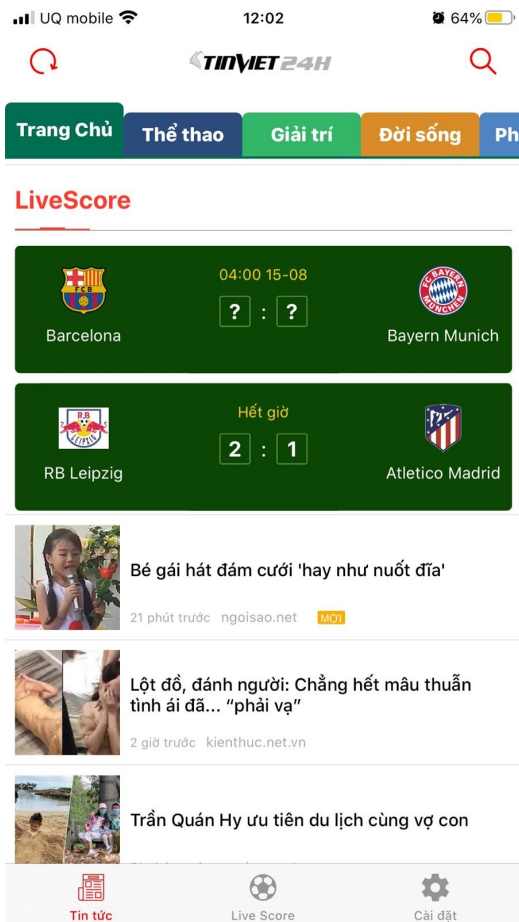 UQ mobile 12:02 64%
TINVIET 24H
Trang Chủ Thể thao Giải trí Đời sống Ph
LiveScore
04:00 15-08
? : ?
Barcelona Bayern Munich
Hết giờ
2 : 1
RB Leipzig Atletico Madrid
Bé gái hát đám cưới 'hay như nuốt đĩa'
21 phút trước ngoisao.net MỚI
Lột đồ, đánh người: Chẳng hết mâu thuẫn
tình ái đã... “phải vạ”
2 giờ trước kienthuc.net.vn
Trần Quán Hy ưu tiên du lịch cùng vợ con
Tin tức Live Score Cài đặt